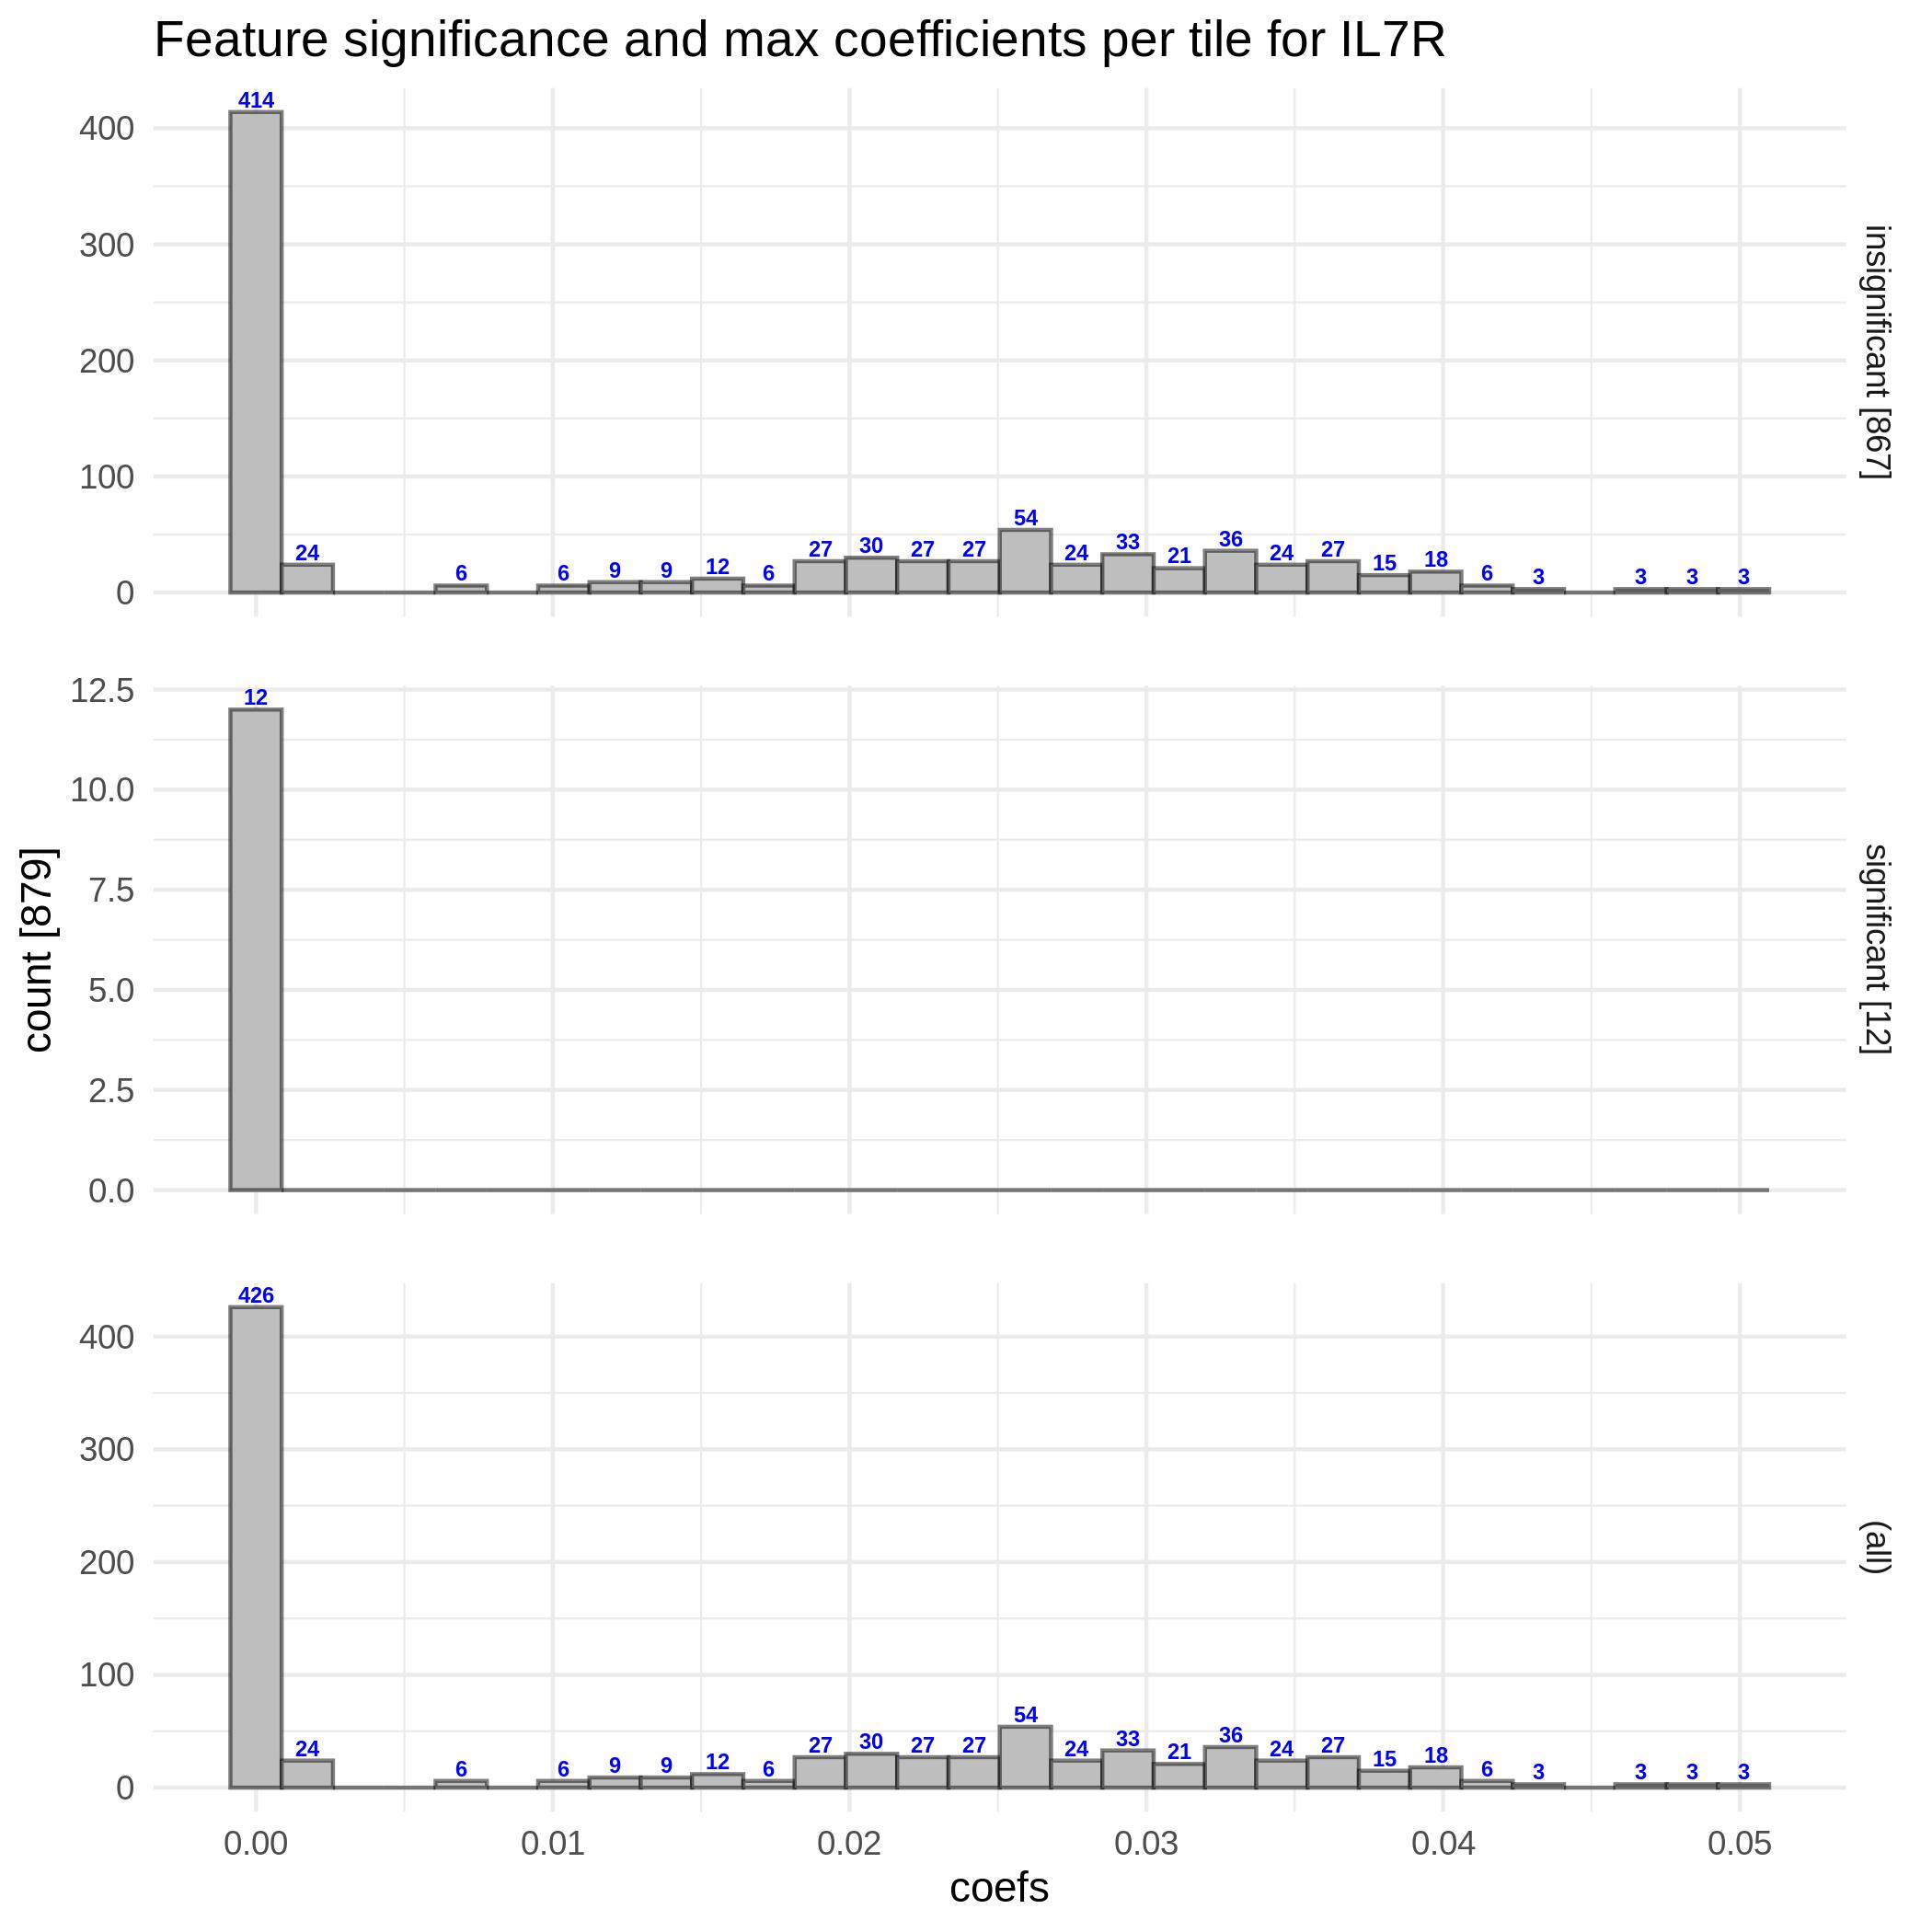 Feature significance and max coefficients per tile for IL7R
414
400
300
200
100
0
24 6 6 9 9 12 6 27 30 27 27 54 24 33 21 36 24 27 15 18 6 3 3 3 3
insignificant [867]
12.5
12
10.0
7.5
5.0
2.5
0.0
significant [12]
count [879]
426
400
300
200
100
0
24 6 6 9 9 12 6 27 30 27 27 54 24 33 21 36 24 27 15 18 6 3 3 3 3
(all)
0.00 0.01 0.02 0.03 0.04 0.05
coefs